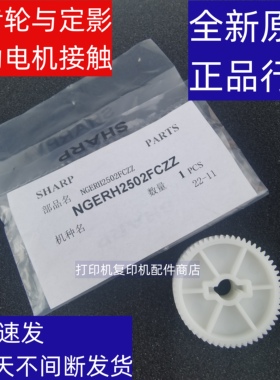 齿轮与定影
动电机接触
全新原
正品行
SHARP
SHARP
PARTS
部品名
NGERH2502FCZZ
NGERH2502FCZZ
数量
1 PCS
22-11
机种名
打印机复印机配件商店
速发
天不间断发货